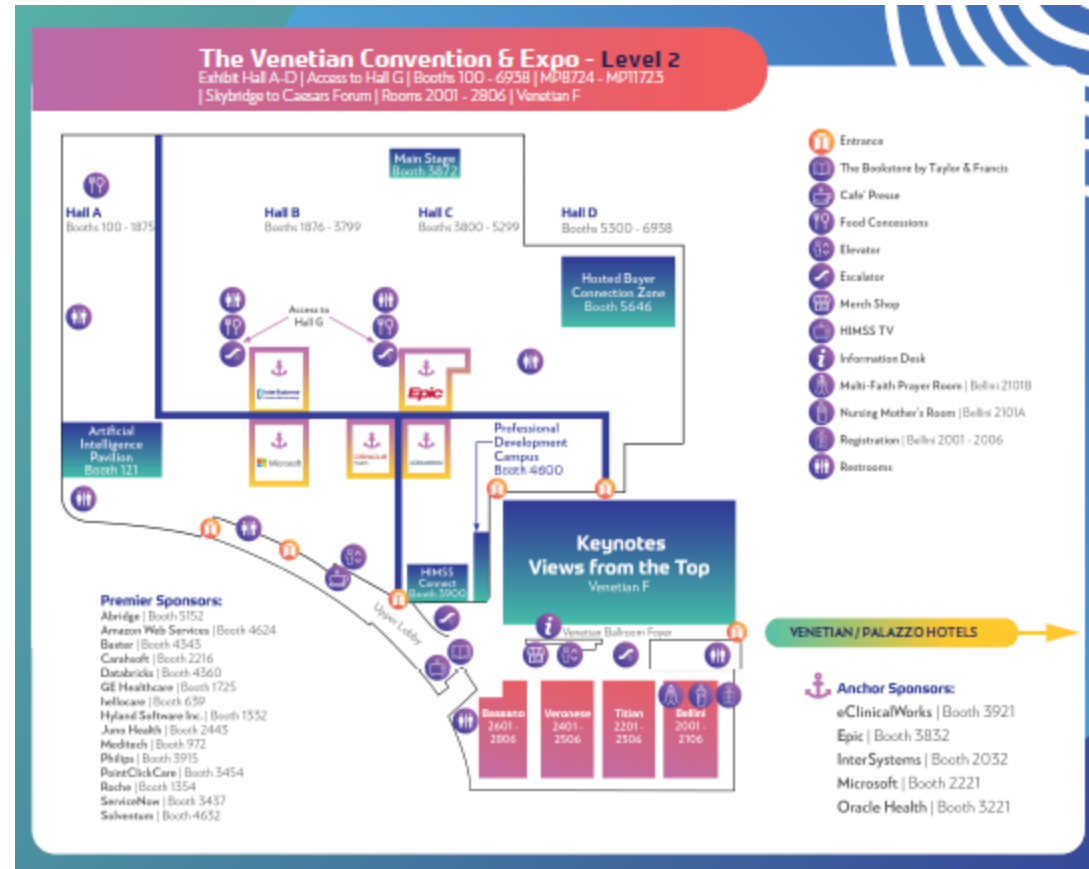 The Venetian Convention & Expo - Level 2
Exhibit Hall A-D | Access to Hall G | Booths 100 - 6938 | MP8724 - MP11723
| Skybridge to Caesars Forum | Rooms 2001 - 2806 | Venetian F
Main Stage
Booth 3872
Hall A
Booths 100 - 1875
Hall B
Booths 1876 - 3799
Hall C
Booths 3800 - 5299
Hall D
Booths 5300 - 6938
Hosted Buyer
Connection Zone
Booth 5646
Access to
Hall G
InterSystems
Epic
Artificial
Intelligence
Pavilion
Booth 121
Microsoft
ORACLE
Health
eClinicalWorks
Professional
Development
Campus
Booth 4600
Keynotes
Views from the Top
Venetian F
HIMSS
Connect
Booth 3900
Upper Lobby
Venetian Ballroom Foyer
Bassano
2601 -
2806
Veronese
2401 -
2506
Titian
2201 -
2306
Bellini
2001 -
2106
Entrance
The Bookstore by Taylor & Francis
Cafe' Presse
Food Concessions
Elevator
Escalator
Merch Shop
HIMSS TV
Information Desk
Multi-Faith Prayer Room | Bellini 2101B
Nursing Mother's Room | Bellini 2101A
Registration | Bellini 2001 - 2006
Restrooms
Premier Sponsors:
Abridge | Booth 5152
Amazon Web Services | Booth 4624
Baxter | Booth 4343
Carahsoft | Booth 2216
Databricks | Booth 4360
GE Healthcare | Booth 1725
hellocare | Booth 639
Hyland Software Inc. | Booth 1332
Juno Health | Booth 2443
Meditech | Booth 972
Philips | Booth 3915
PointClickCare | Booth 3454
Roche | Booth 1354
ServiceNow | Booth 3437
Solventum | Booth 4632
VENETIAN / PALAZZO HOTELS
Anchor Sponsors:
eClinicalWorks | Booth 3921
Epic | Booth 3832
InterSystems | Booth 2032
Microsoft | Booth 2221
Oracle Health | Booth 3221